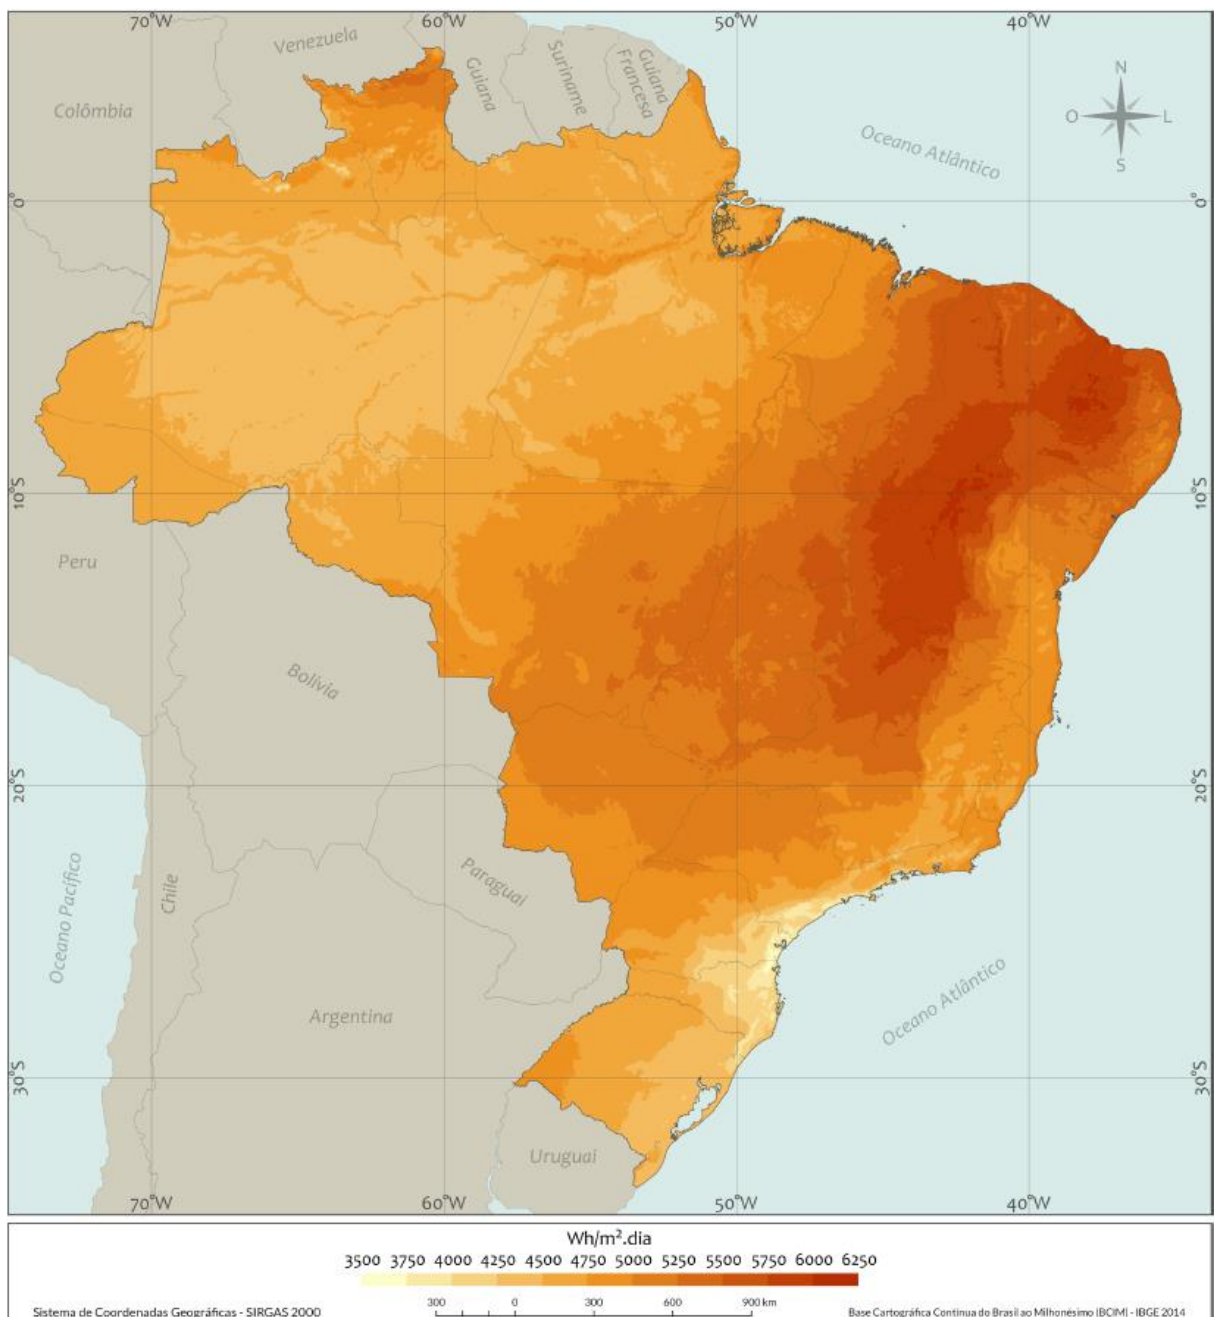 70°W 60°W 50°W 40°W
Venezuela
Guiana
Suriname
Guiana
Francesa
Colômbia
N
O L
S
Oceano Atlântico
0° 0°
10°S 10°S
Peru
Bolívia
20°S 20°S
Oceano Pacífico
Chile
Paraguai
Oceano Atlântico
Argentina
30°S 30°S
Uruguai
70°W 60°W 50°W 40°W
Wh/m².dia
3500 3750 4000 4250 4500 4750 5000 5250 5500 5750 6000 6250
300 0 300 600 900 km
Sistema de Coordenadas Geográficas - SIRGAS 2000
Base Cartográfica Contínua do Brasil ao Milhonésimo (BCIM) - IBGE 2014